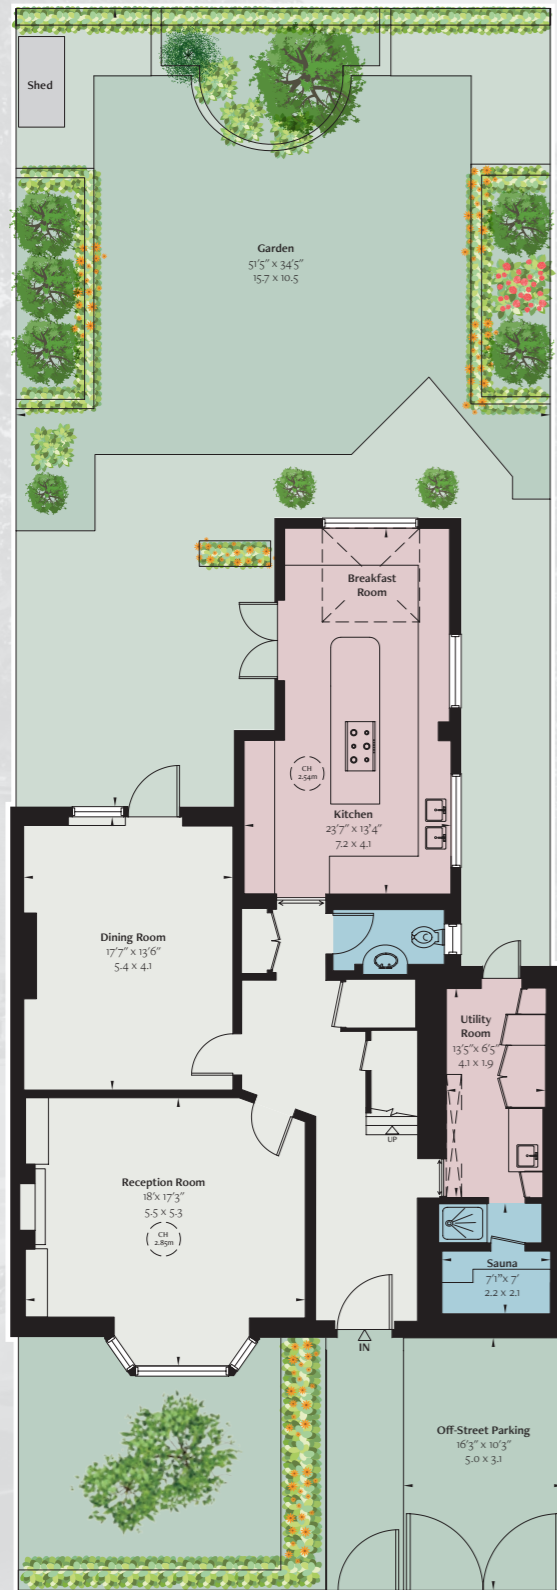 Shed
Garden
51'5" x 34'5"
15.7 x 10.5
Breakfast
Room
CH
2.54m
Kitchen
23'7" x 13'4"
7.2 x 4.1
Dining Room
17'7" x 13'6"
5.4 x 4.1
Utility
Room
13'5" x 6'5"
4.1 x 1.9
UP
Reception Room
18' x 17'3"
5.5 x 5.3
CH
2.85m
Sauna
7'1" x 7'
2.2 x 2.1
IN
Off-Street Parking
16'3" x 10'3"
5.0 x 3.1